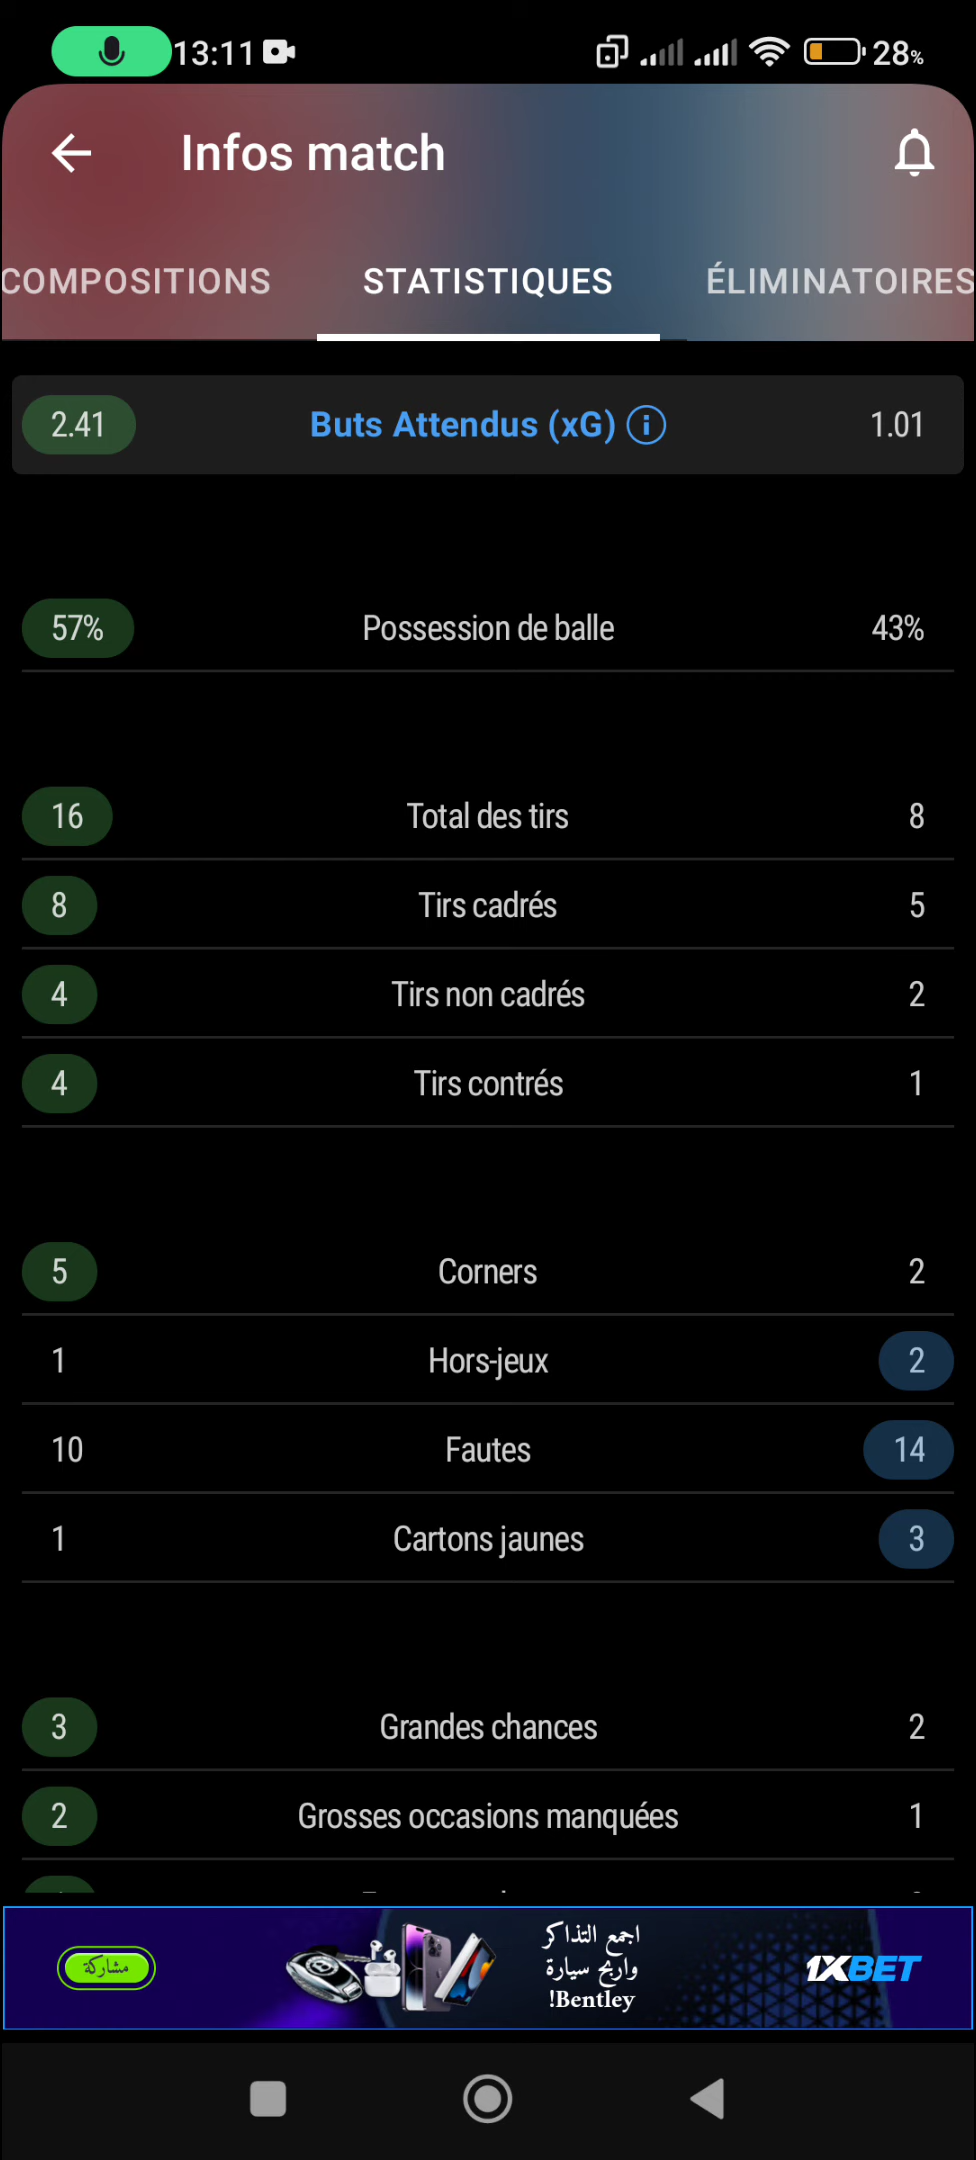 13:11 28%
Infos match
COMPOSITIONS STATISTIQUES ÉLIMINATOIRES
2.41 Buts Attendus (xG) i 1.01
57% Possession de balle 43%
16 Total des tirs 8
8 Tirs cadrés 5
4 Tirs non cadrés 2
4 Tirs contrés 1
5 Corners 2
1 Hors-jeux 2
10 Fautes 14
1 Cartons jaunes 3
3 Grandes chances 2
2 Grosses occasions manquées 1
مشاركة
اجمع التذاكر
واربح سيارة
Bentley!
1XBET